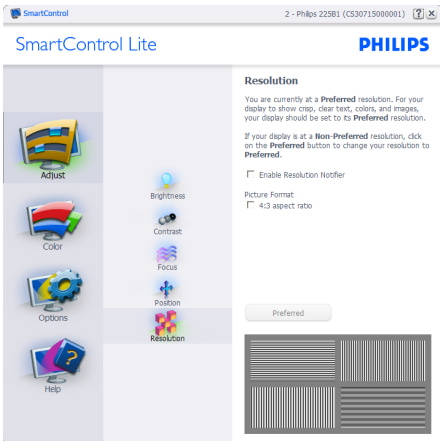 SmartControl
2 - Philips 225B1 (CS30715000001)
SmartControl Lite
PHILIPS
Adjust
Color
Options
Help
Brightness
Contrast
Focus
Position
Resolution
Resolution
You are currently at a Preferred resolution. For your
display to show crisp, clear text, colors, and images,
your display should be set to its Preferred resolution.
If your display is at a Non-Preferred resolution, click
on the Preferred button to change your resolution to
Preferred.
Enable Resolution Notifier
Picture Format
4:3 aspect ratio
Preferred